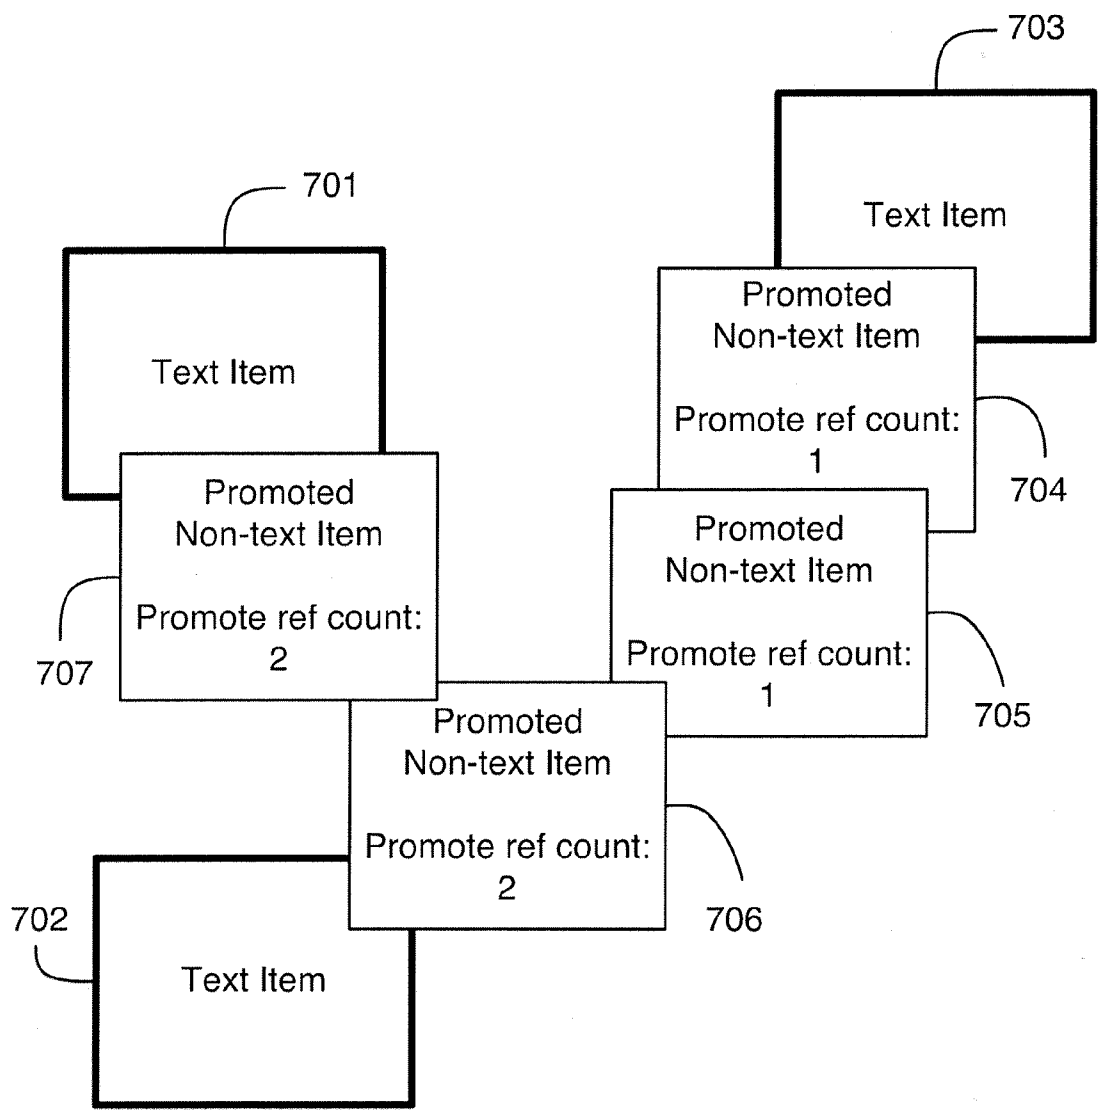 703
Text Item
701
Text Item
Promoted
Non-text Item
Promote ref count:
1
704
Promoted
Non-text Item
Promote ref count:
2
707
Promoted
Non-text Item
Promote ref count:
1
705
Promoted
Non-text Item
Promote ref count:
2
706
702
Text Item